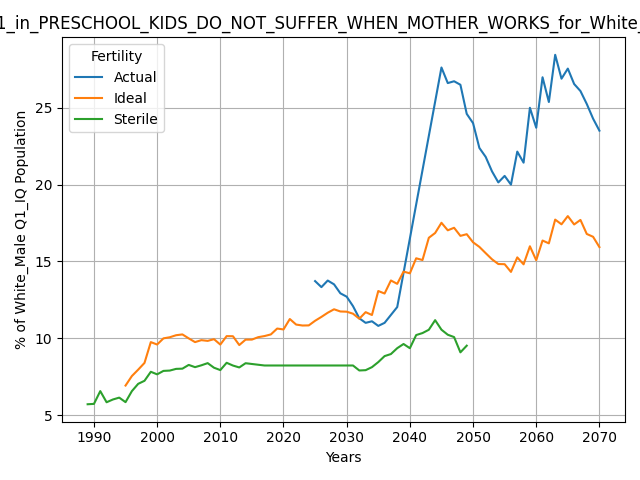 1_in_PRESCHOOL_KIDS_DO_NOT_SUFFER_WHEN_MOTHER_WORKS_for_White_
Fertility
Actual
Ideal
Sterile
% of White_Male Q1_IQ Population
25
20
15
10
5
1990 2000 2010 2020 2030 2040 2050 2060 2070
Years